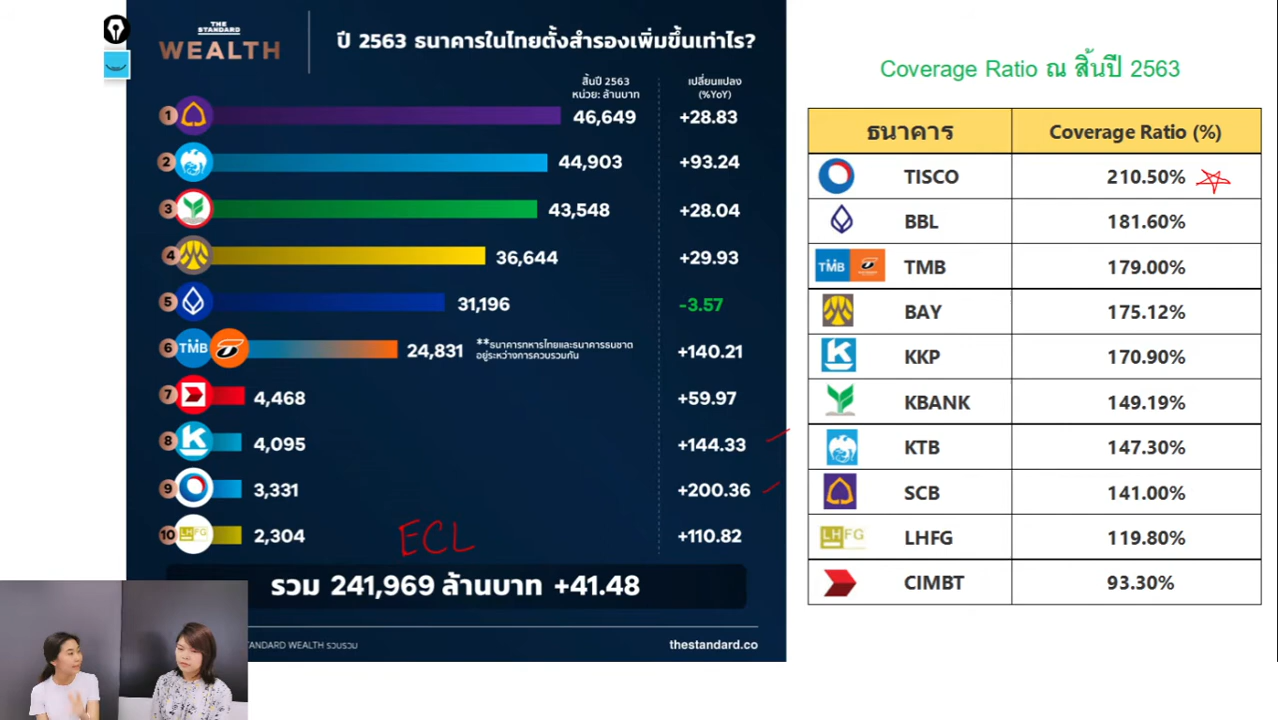 THE
STANDARD
WEALTH
ปี 2563 ธนาคารในไทยตั้งสำรองเพิ่มขึ้นเท่าไร?
สิ้นปี 2563
หน่วย: ล้านบาท
เปลี่ยนแปลง
(%YoY)
1 46,649 +28.83
2 44,903 +93.24
3 43,548 +28.04
4 36,644 +29.93
5 31,196 -3.57
6 TMB 24,831 **ธนาคารทหารไทยและธนาคารธนชาต
อยู่ระหว่างการควบรวมกัน +140.21
7 4,468 +59.97
8 4,095 +144.33
9 3,331 +200.36
10 LHFG 2,304 +110.82
ECL
รวม 241,969 ล้านบาท +41.48
TANDARD WEALTH รวบรวม
thestandard.co
Coverage Ratio ณ สิ้นปี 2563
ธนาคาร Coverage Ratio (%)
TISCO 210.50%
BBL 181.60%
TMB TMB 179.00%
BAY 175.12%
KKP 170.90%
KBANK 149.19%
KTB 147.30%
SCB 141.00%
LHFG LHFG 119.80%
CIMBT 93.30%